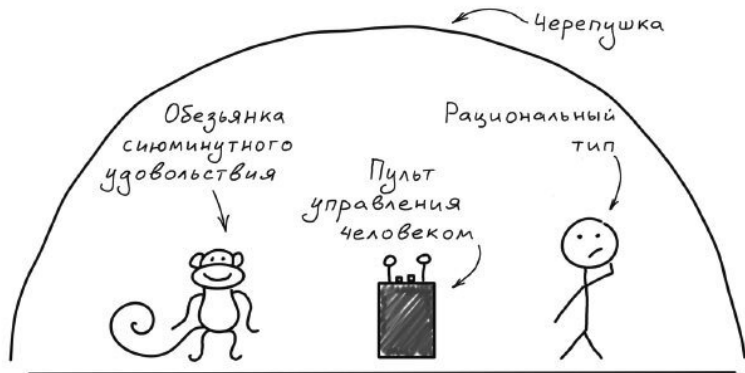 Черепушка
Обезьянка
сиюминутного
удовольствия
Пульт
управления
человеком
Рациональный
тип